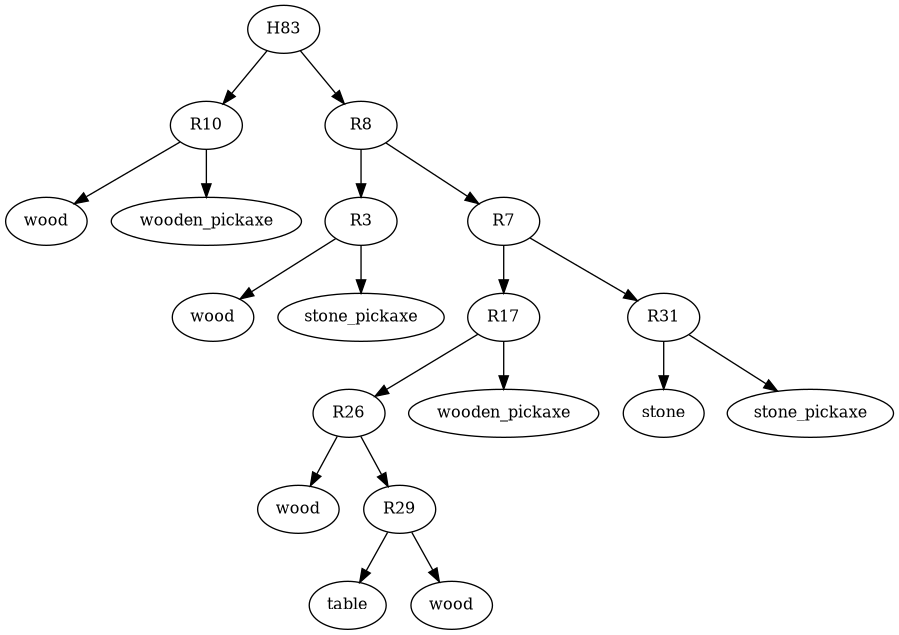 H83
R10
R8
wood
wooden_pickaxe
R3
R7
wood
stone_pickaxe
R17
R31
R26
wooden_pickaxe
stone
stone_pickaxe
wood
R29
table
wood